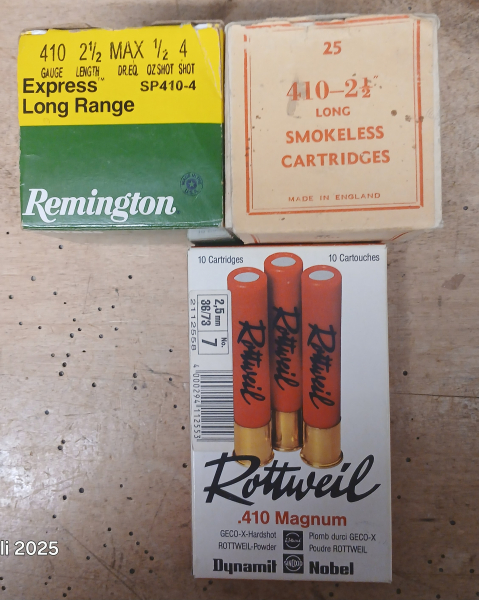 410 2½ MAX ½ 4
GAUGE LENGTH DR.EQ. OZ SHOT SHOT
Express™ SP410-4
Long Range
Remington
25
410–2½"
LONG
SMOKELESS
CARTRIDGES
MADE IN ENGLAND
10 Cartridges 10 Cartouches
2,5 mm No.
36/73 7
2112558
4000294112553
Rottweil
Rottweil
Rottweil
Rottweil
.410 Magnum
GECO-X-Hardshot Plomb durci GECO-X
ROTTWEIL-Powder Poudre ROTTWEIL
Dynamit Nobel
li 2025